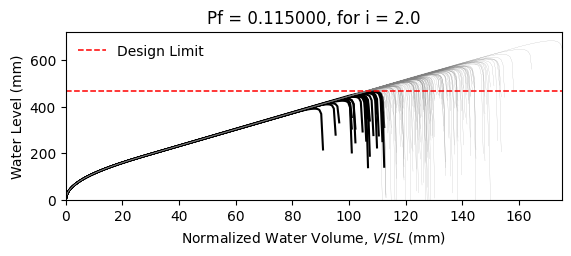 Pf = 0.115000, for i = 2.0
Design Limit
Water Level (mm)
600
400
200
0
0 20 40 60 80 100 120 140 160
Normalized Water Volume, V/SL (mm)